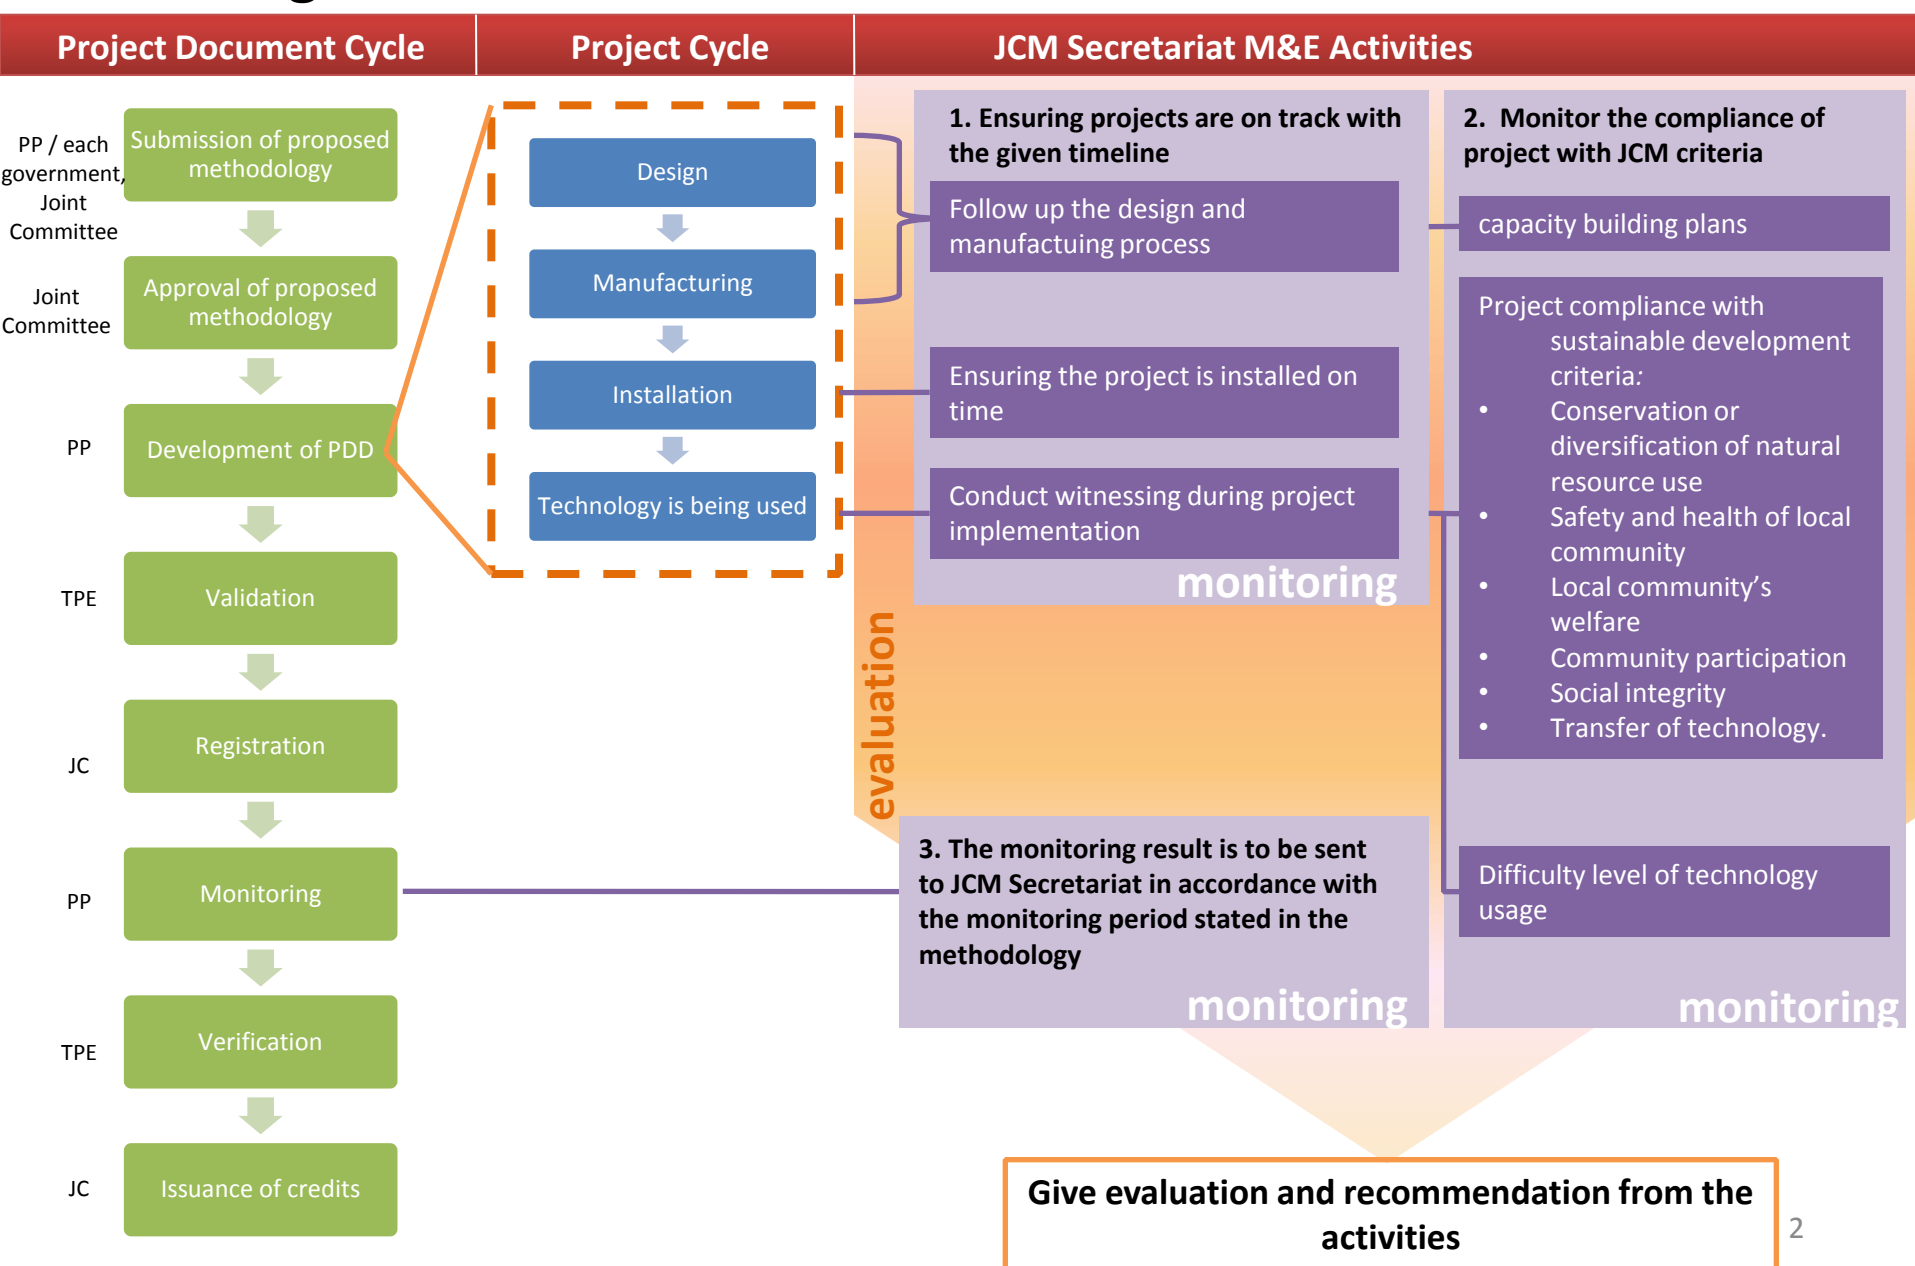 Project Document Cycle
Project Cycle
JCM Secretariat M&E Activities
PP / each
government,
Joint
Committee
Submission of proposed
methodology
Joint
Committee
Approval of proposed
methodology
PP
Development of PDD
TPE
Validation
JC
Registration
PP
Monitoring
TPE
Verification
JC
Issuance of credits
Design
Manufacturing
Installation
Technology is being used
evaluation
1. Ensuring projects are on track with
the given timeline
Follow up the design and
manufactuing process
Ensuring the project is installed on
time
Conduct witnessing during project
implementation
monitoring
2. Monitor the compliance of
project with JCM criteria
capacity building plans
Project compliance with
sustainable development
criteria:
• Conservation or
diversification of natural
resource use
• Safety and health of local
community
• Local community’s
welfare
• Community participation
• Social integrity
• Transfer of technology.
Difficulty level of technology
usage
monitoring
3. The monitoring result is to be sent
to JCM Secretariat in accordance with
the monitoring period stated in the
methodology
monitoring
Give evaluation and recommendation from the
activities
2